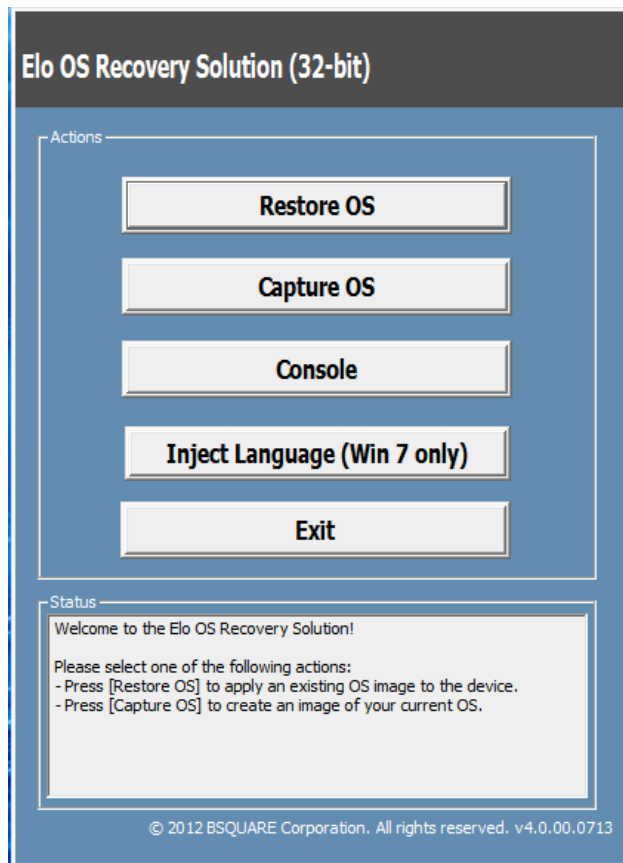 Elo OS Recovery Solution (32-bit)
Actions
Restore OS
Capture OS
Console
Inject Language (Win 7 only)
Exit
Status
Welcome to the Elo OS Recovery Solution!
Please select one of the following actions:
- Press [Restore OS] to apply an existing OS image to the device.
- Press [Capture OS] to create an image of your current OS.
© 2012 BSQUARE Corporation. All rights reserved. v4.0.00.0713